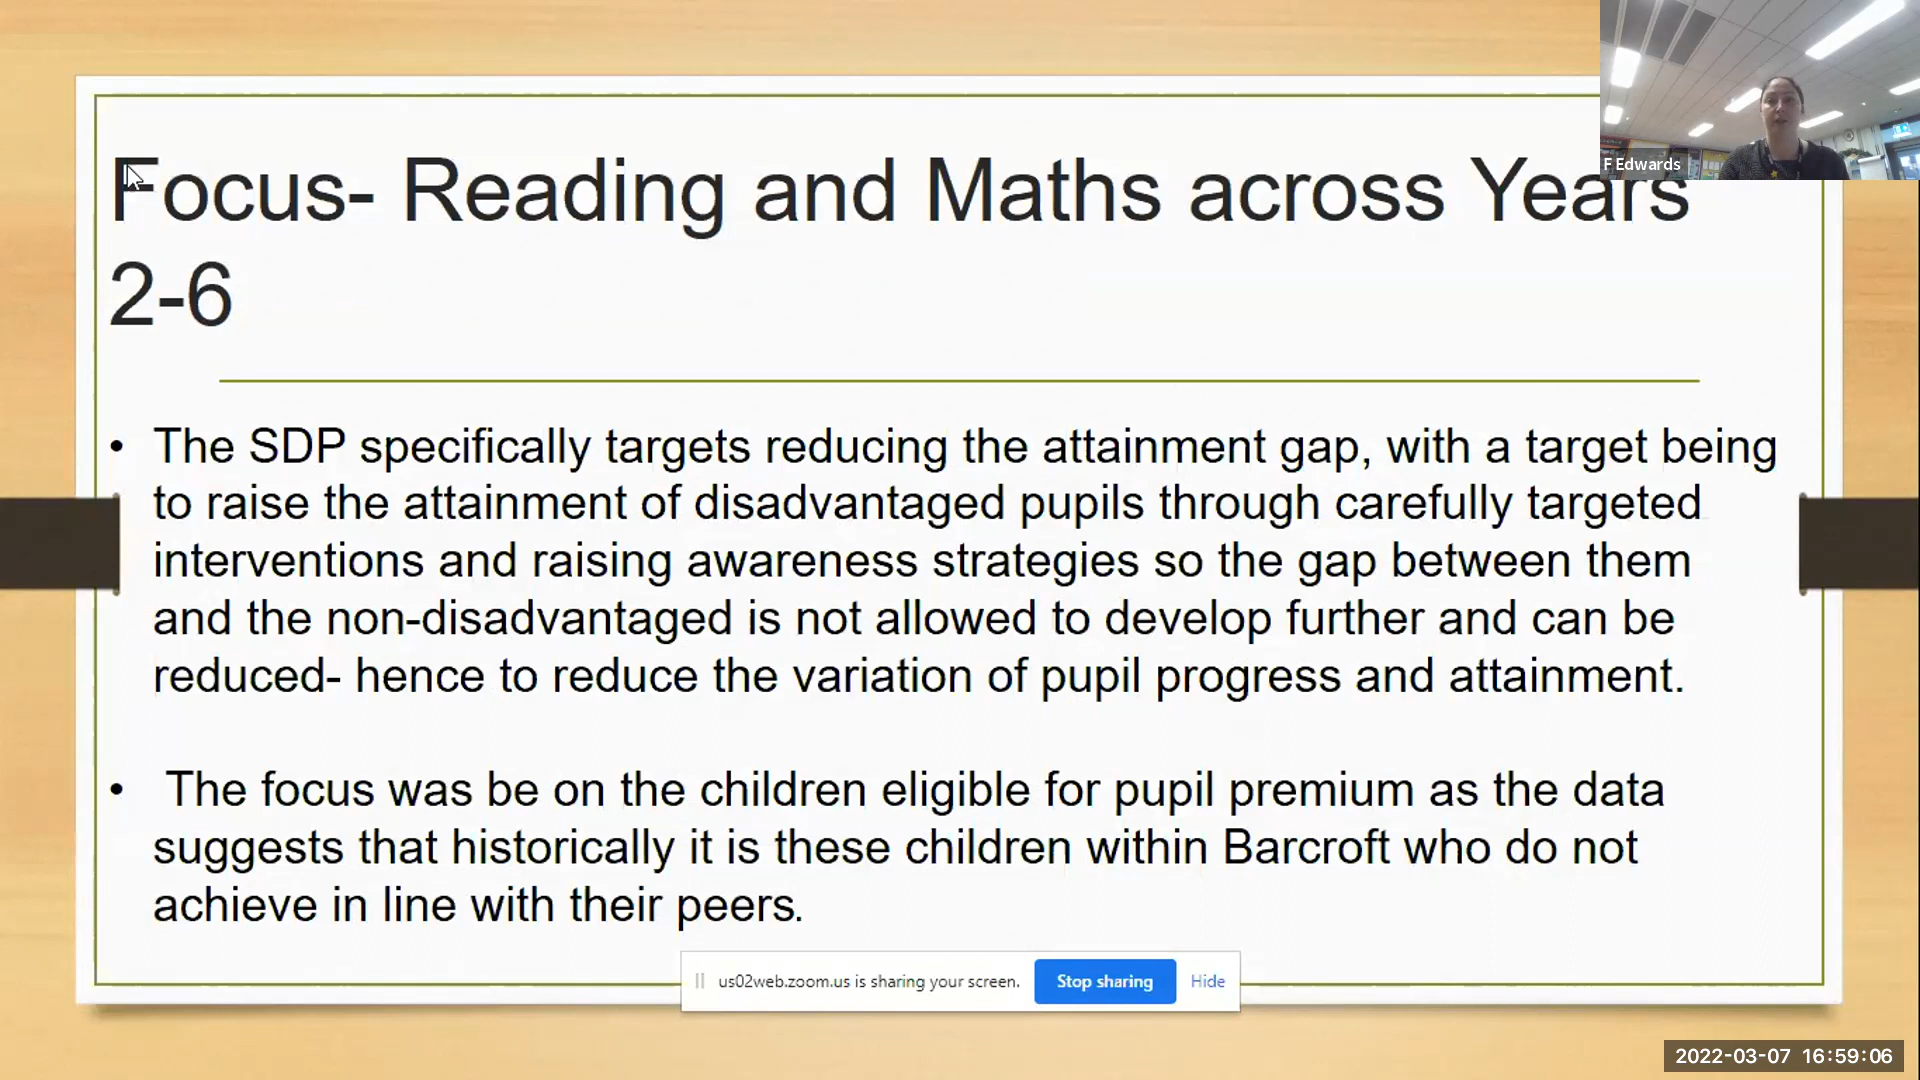 F Edwards
Focus- Reading and Maths across Years
2-6
• The SDP specifically targets reducing the attainment gap, with a target being
to raise the attainment of disadvantaged pupils through carefully targeted
interventions and raising awareness strategies so the gap between them
and the non-disadvantaged is not allowed to develop further and can be
reduced- hence to reduce the variation of pupil progress and attainment.
• The focus was be on the children eligible for pupil premium as the data
suggests that historically it is these children within Barcroft who do not
achieve in line with their peers.
us02web.zoom.us is sharing your screen. Stop sharing Hide
2022-03-07 16:59:06